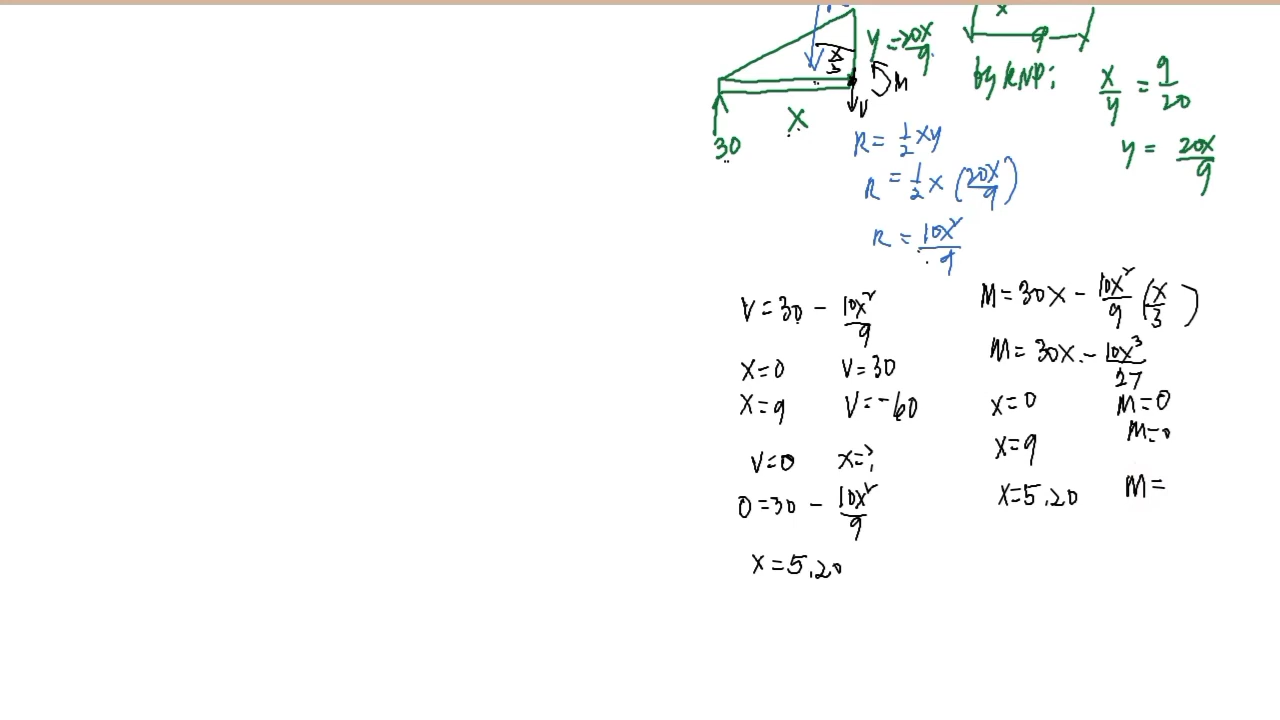 x
y = 20x/9
x/3
9
M
V
x
30
by RNP:
x/y = 9/20
y = 20x/9
R = 1/2 xy
R = 1/2 x (20x/9)
R = 10x²/9
V = 30 - 10x²/9
x=0 V=30
x=9 V=-60
V=0 x=?
0 = 30 - 10x²/9
x = 5.20
M = 30x - 10x²/9 (x/3)
M = 30x - 10x³/27
x=0 M=0
x=9 M=0
x=5.20 M=